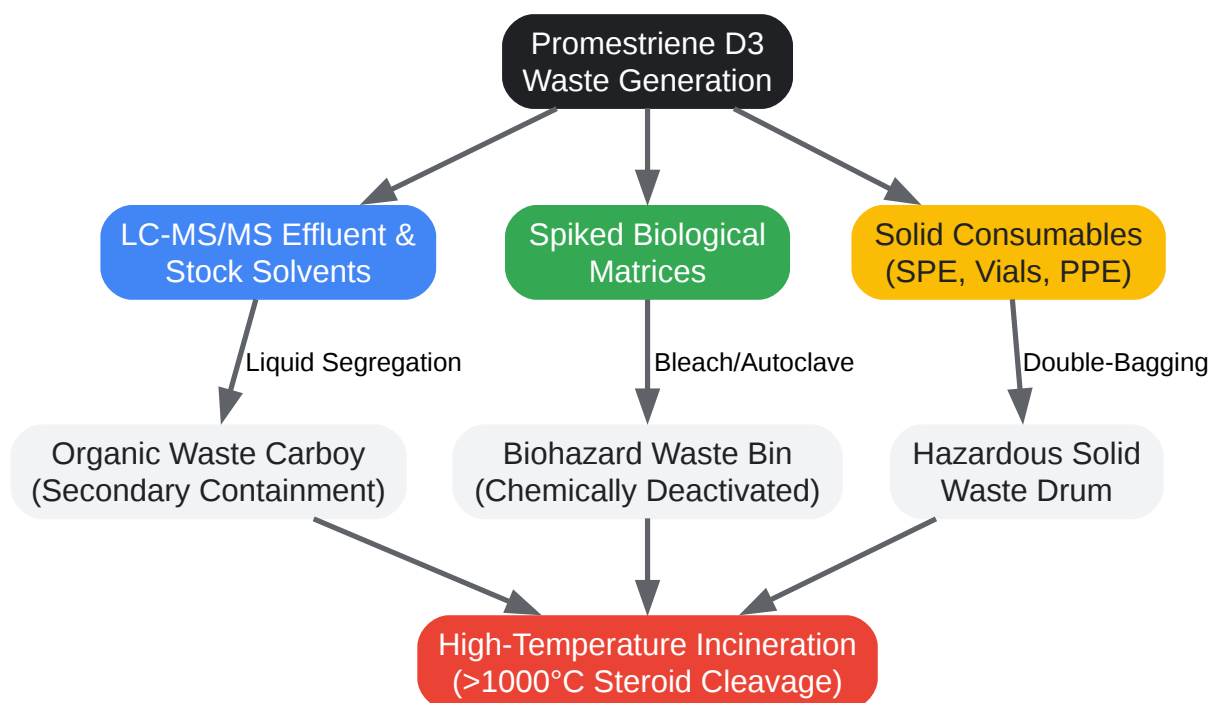 Promestriene D3
Waste Generation
LC-MS/MS Effluent &
Stock Solvents
Spiked Biological
Matrices
Solid Consumables
(SPE, Vials, PPE)
Liquid Segregation
Bleach/Autoclave
Double-Bagging
Organic Waste Carboy
(Secondary Containment)
Biohazard Waste Bin
(Chemically Deactivated)
Hazardous Solid
Waste Drum
High-Temperature Incineration
(>1000°C Steroid Cleavage)